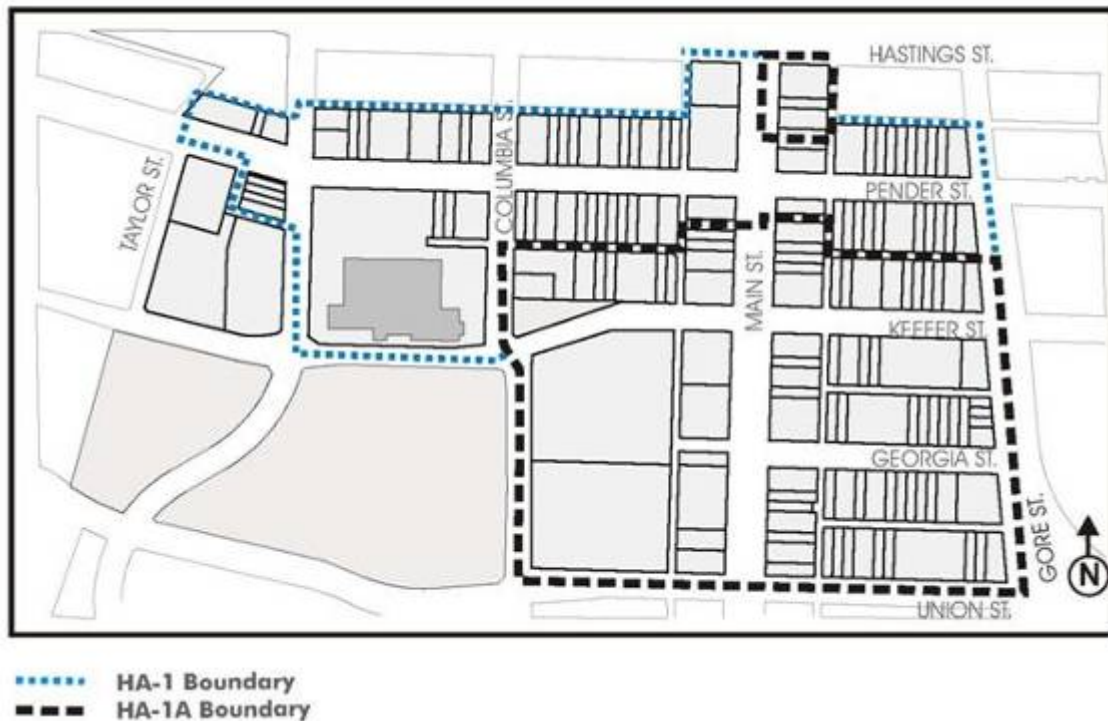 HASTINGS ST.
COLUMBIA ST.
PENDER ST.
TAYLOR ST.
MAIN ST.
KEEFER ST.
GEORGIA ST.
GORE ST.
N
UNION ST.
HA-1 Boundary
HA-1A Boundary